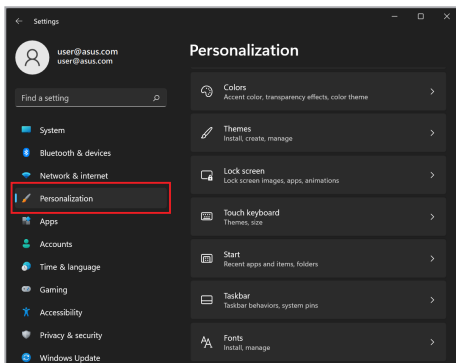 Settings
user@asus.com
user@asus.com
Find a setting
System
Bluetooth & devices
Network & internet
Personalization
Apps
Accounts
Time & language
Gaming
Accessibility
Privacy & security
Windows Update
Personalization
Colors
Accent color, transparency effects, color theme
Themes
Install, create, manage
Lock screen
Lock screen images, apps, animations
Touch keyboard
Themes, size
Start
Recent apps and items, folders
Taskbar
Taskbar behaviors, system pins
Fonts
Install, manage